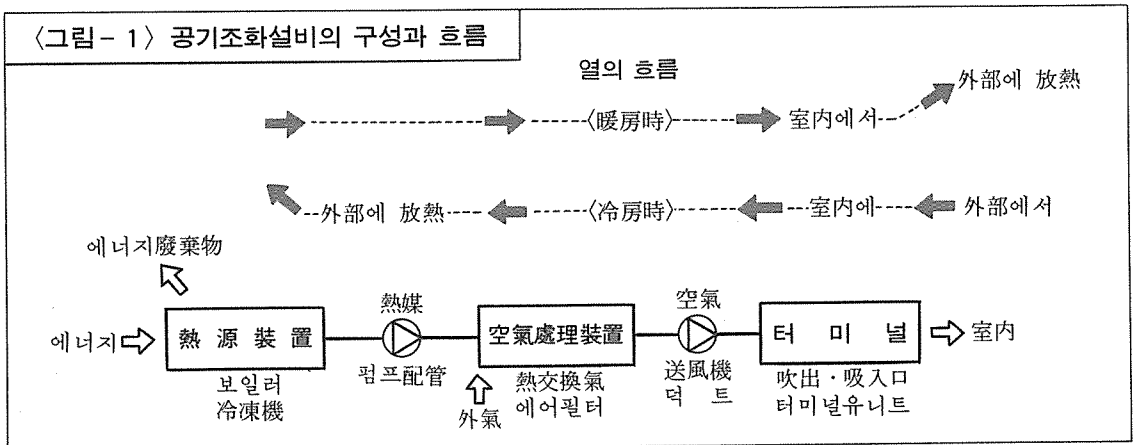 〈그림-1〉 공기조화설비의 구성과 흐름
열의 흐름
〈暖房時〉 室内에서 外部에 放熱
外部에 放熱 〈冷房時〉 室内에 外部에서
에너지廢棄物
熱媒 空氣
에너지 熱源裝置 空氣處理裝置 터미널 室内
펌프配管 送風機
보일러 熱交換氣 덕트 吹出·吸入口
冷凍機 外氣 에어필터 터미널유니트